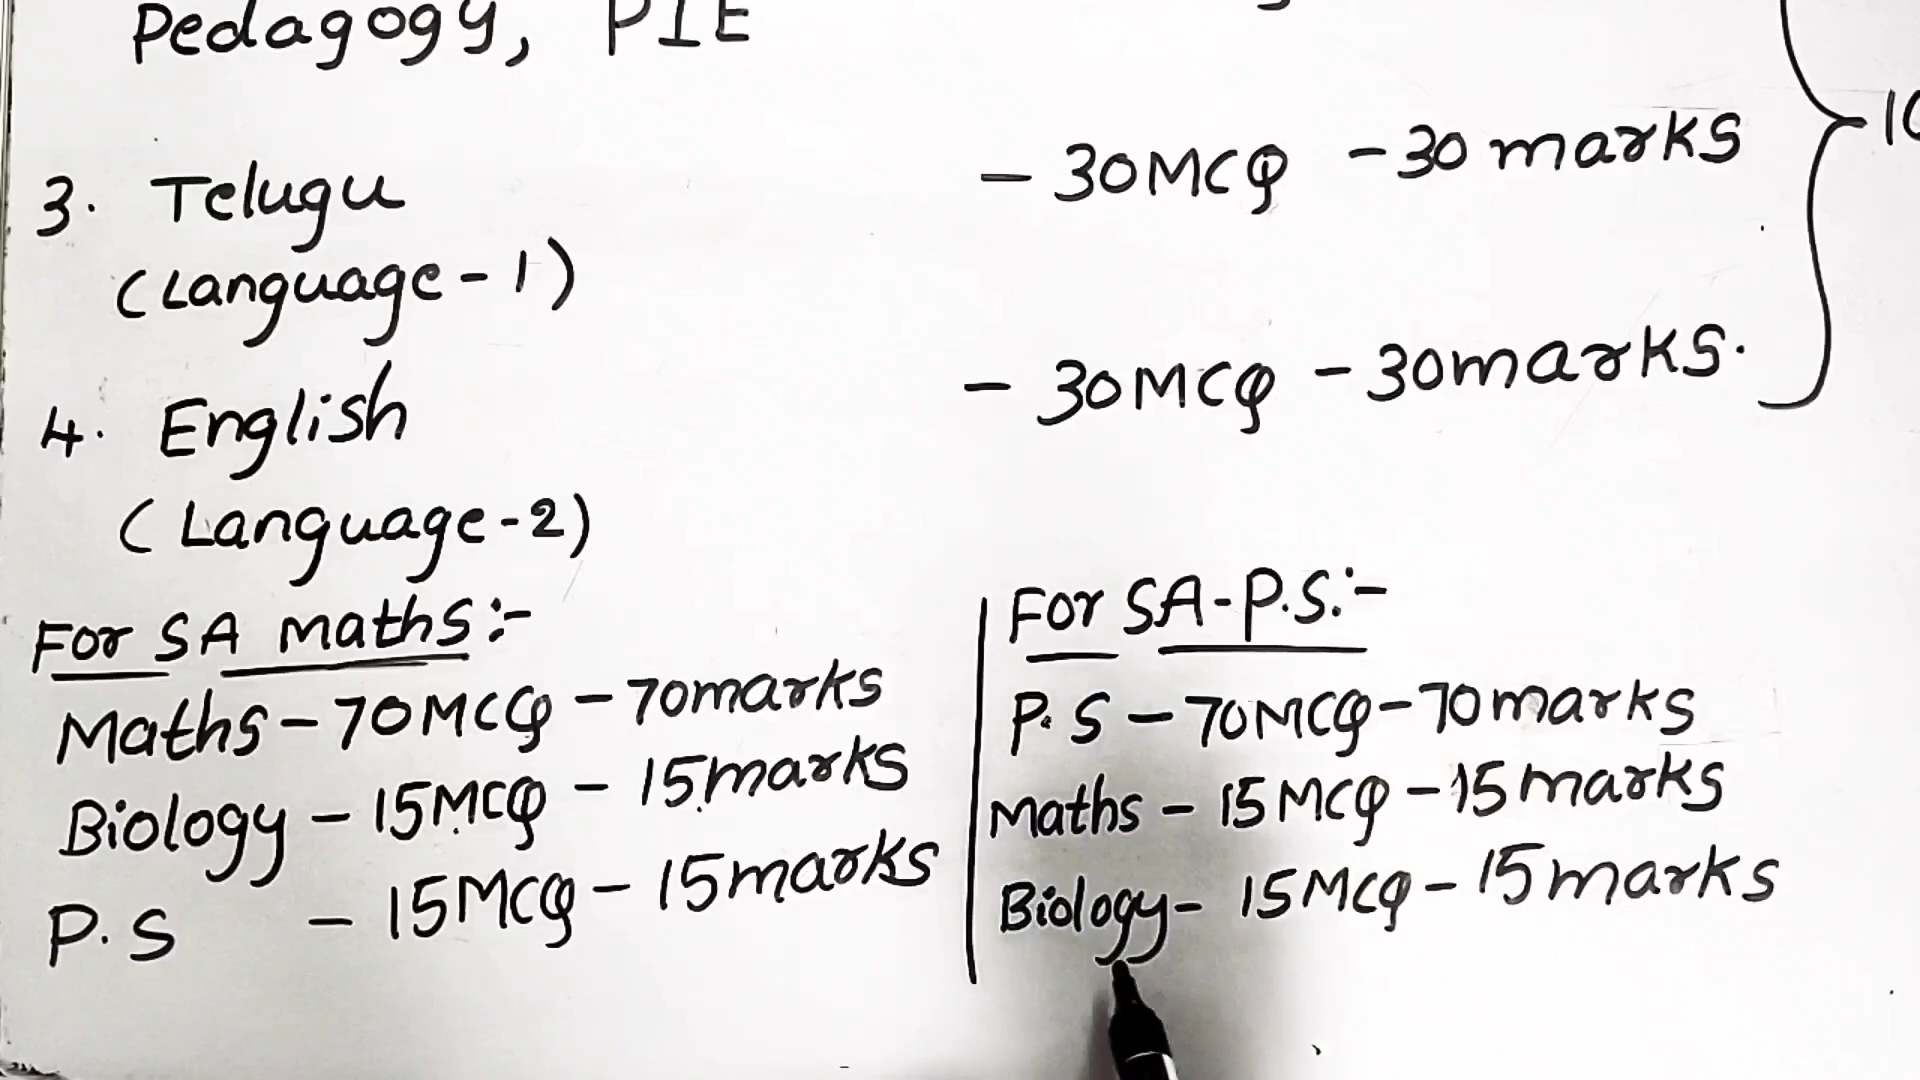 Pedagogy, PIE
3. Telugu - 30MCQ - 30 marks
(Language - 1)
4. English - 30MCQ - 30marks.
(Language-2)
For SA maths:-
Maths - 70MCQ - 70marks
Biology - 15MCQ - 15marks
P.S - 15MCQ - 15marks
For SA-P.S.:-
P.S - 70MCQ - 70marks
Maths - 15MCQ - 15marks
Biology - 15MCQ - 15marks